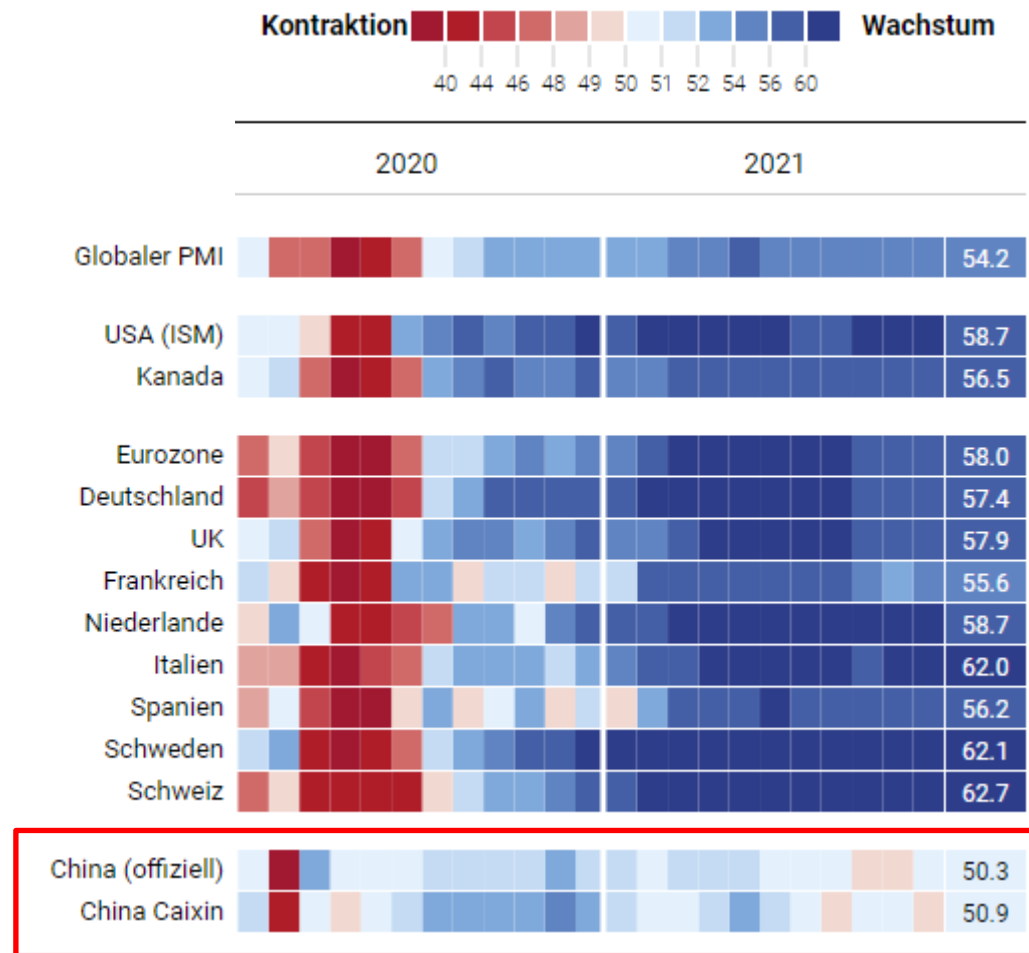 Kontraktion Wachstum
40 44 46 48 49 50 51 52 54 56 60
2020 2021
Globaler PMI 54.2
USA (ISM) 58.7
Kanada 56.5
Eurozone 58.0
Deutschland 57.4
UK 57.9
Frankreich 55.6
Niederlande 58.7
Italien 62.0
Spanien 56.2
Schweden 62.1
Schweiz 62.7
China (offiziell) 50.3
China Caixin 50.9